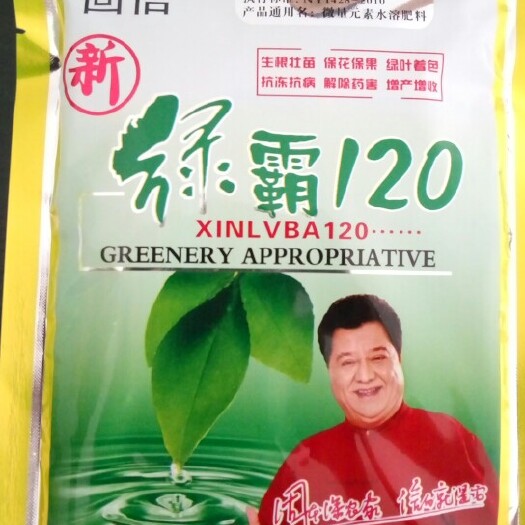 产品通用名：微量元素水溶肥料
新
生根壮苗 保花保果 绿叶着色
抗冻抗病 解除药害 增产增收
绿霸120
XINLVBA120······
GREENERY APPROPRIATIVE